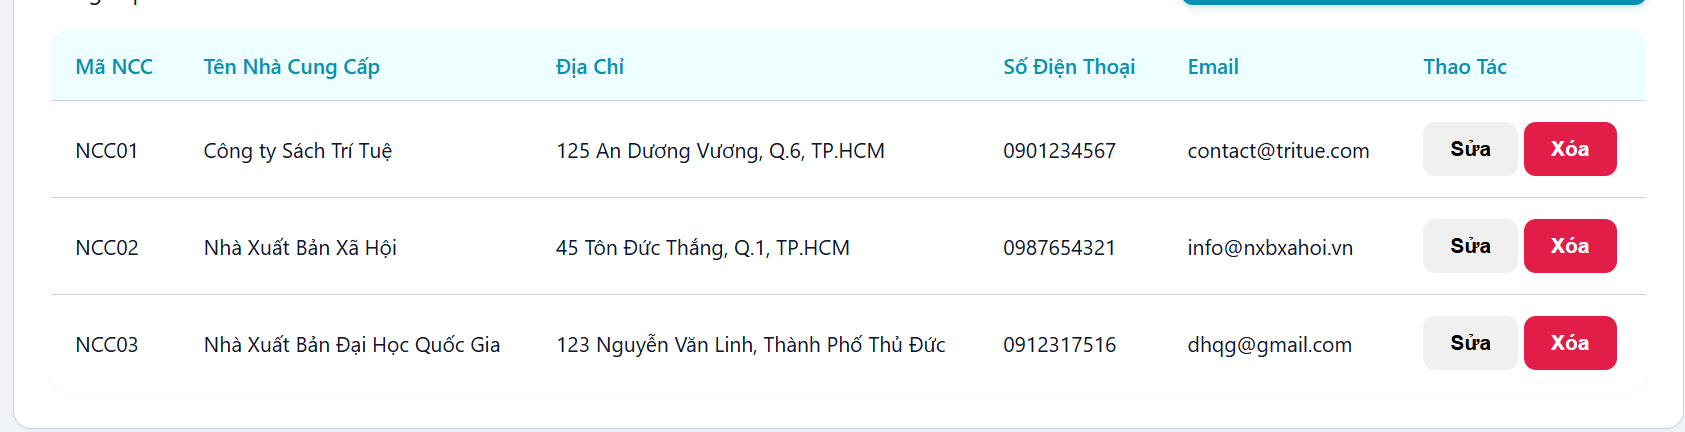 Mã NCC Tên Nhà Cung Cấp Địa Chỉ Số Điện Thoại Email Thao Tác
NCC01 Công ty Sách Trí Tuệ 125 An Dương Vương, Q.6, TP.HCM 0901234567 contact@tritue.com Sửa Xóa
NCC02 Nhà Xuất Bản Xã Hội 45 Tôn Đức Thắng, Q.1, TP.HCM 0987654321 info@nxbxahoi.vn Sửa Xóa
NCC03 Nhà Xuất Bản Đại Học Quốc Gia 123 Nguyễn Văn Linh, Thành Phố Thủ Đức 0912317516 dhqg@gmail.com Sửa Xóa